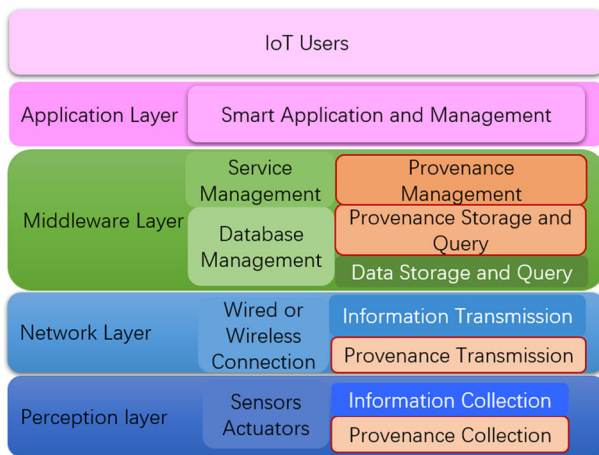 IoT Users
Application Layer
Smart Application and Management
Middleware Layer
Service
Management
Provenance
Management
Database
Management
Provenance Storage and
Query
Data Storage and Query
Network Layer
Wired or
Wireless
Connection
Information Transmission
Provenance Transmission
Perception layer
Sensors
Actuators
Information Collection
Provenance Collection